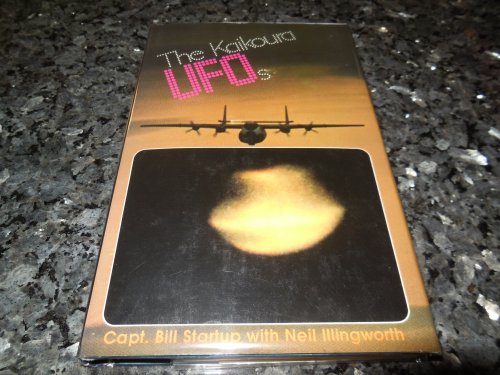 The Kaikoura
UFOs
Capt. Bill Startup with Neil Illingworth